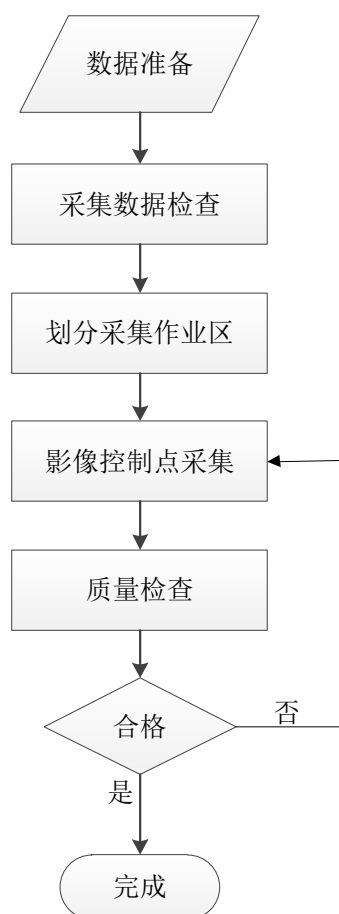 数据准备
采集数据检查
划分采集作业区
影像控制点采集
质量检查
合格
否
是
完成